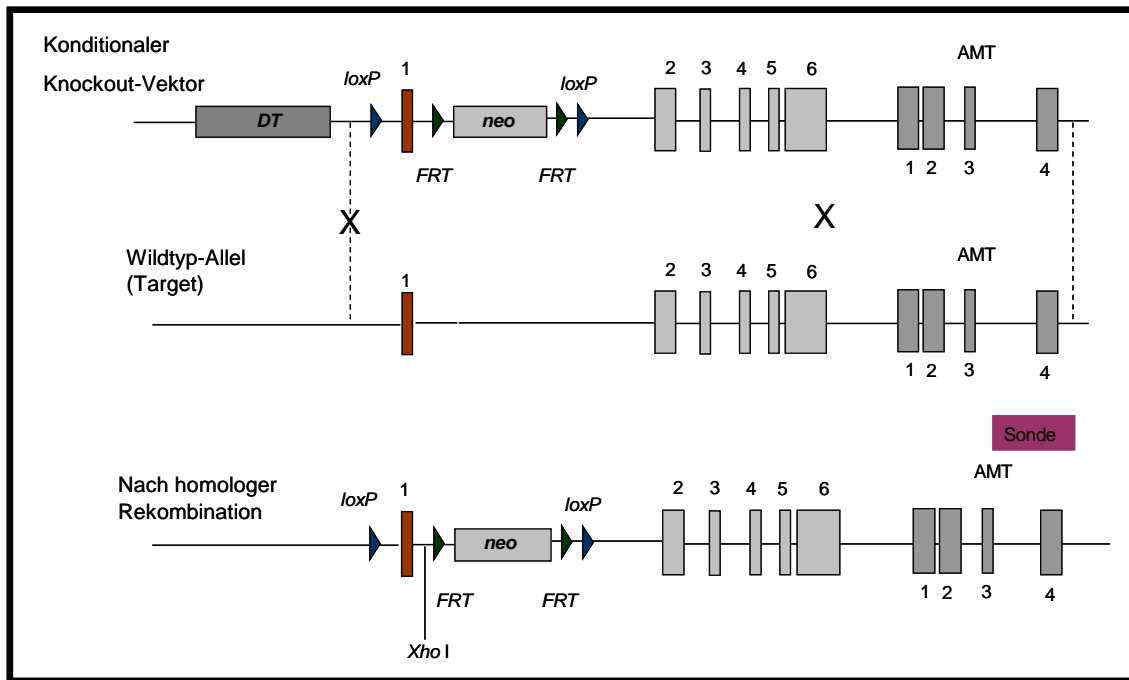 Konditionaler
Knockout-Vektor
AMT
loxP 1 loxP 2 3 4 5 6
DT neo
FRT FRT 1 2 3 4
X X
Wildtyp-Allel
(Target)
AMT
1 2 3 4 5 6
1 2 3 4
Sonde
AMT
Nach homologer
Rekombination
loxP 1 loxP 2 3 4 5 6
neo
FRT FRT 1 2 3 4
Xho I